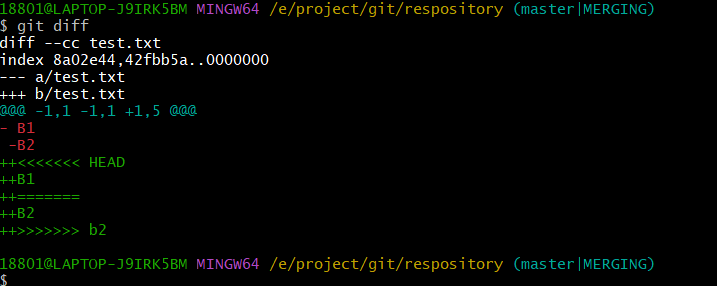 18801@LAPTOP-J9IRK5BM MINGW64 /e/project/git/respository (master|MERGING)
$ git diff
diff --cc test.txt
index 8a02e44,42fbb5a..0000000
--- a/test.txt
+++ b/test.txt
@@@ -1,1 -1,1 +1,5 @@@
- B1
 -B2
++<<<<<<< HEAD
++B1
++=======
++B2
++>>>>>>> b2
18801@LAPTOP-J9IRK5BM MINGW64 /e/project/git/respository (master|MERGING)
$